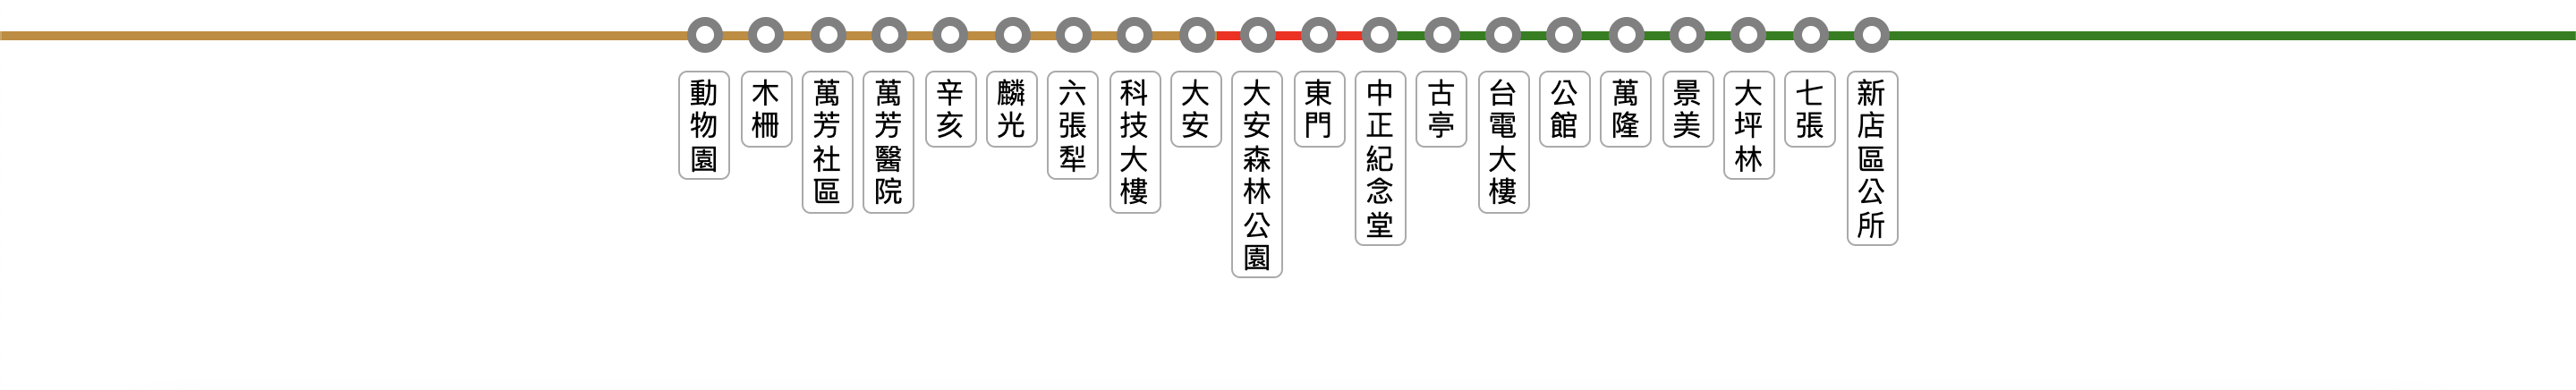 動物園
木柵
萬芳社區
萬芳醫院
辛亥
麟光
六張犁
科技大樓
大安
大安森林公園
東門
中正紀念堂
古亭
台電大樓
公館
萬隆
景美
大坪林
七張
新店區公所